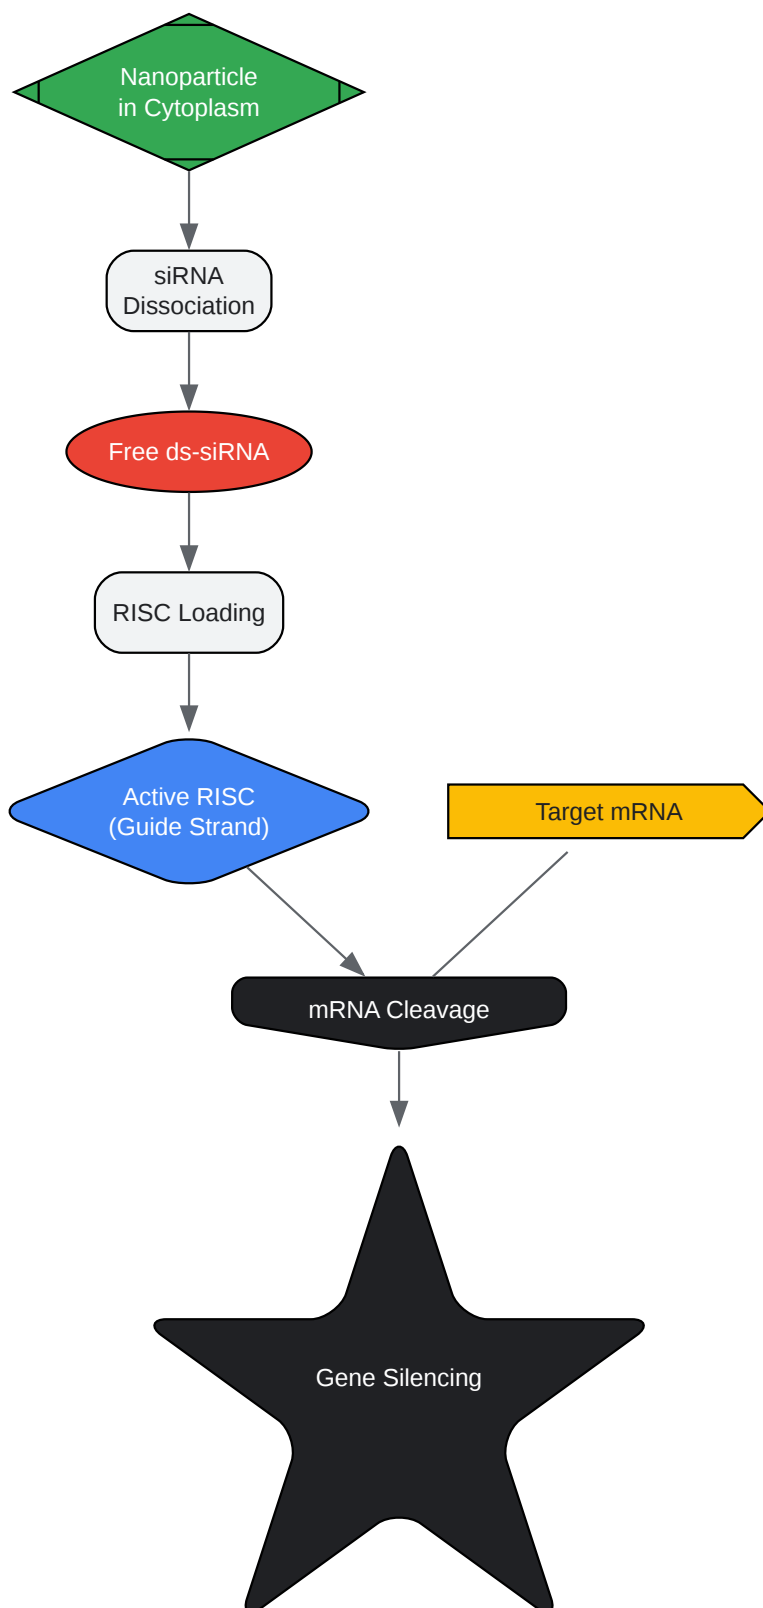 Nanoparticle
in Cytoplasm
siRNA
Dissociation
Free ds-siRNA
RISC Loading
Active RISC
(Guide Strand)
Target mRNA
mRNA Cleavage
Gene Silencing